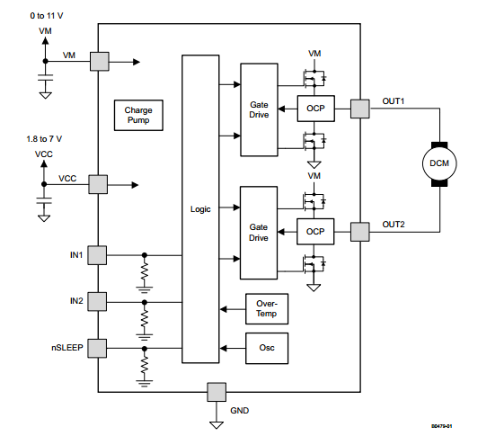 0 to 11 V
VM
VM
VM
Charge
Pump
Gate
Drive
OCP
OUT1
1.8 to 7 V
VCC
VCC
DCM
Logic
VM
Gate
Drive
OCP
OUT2
IN1
IN2
Over-
Temp
nSLEEP
Osc
GND